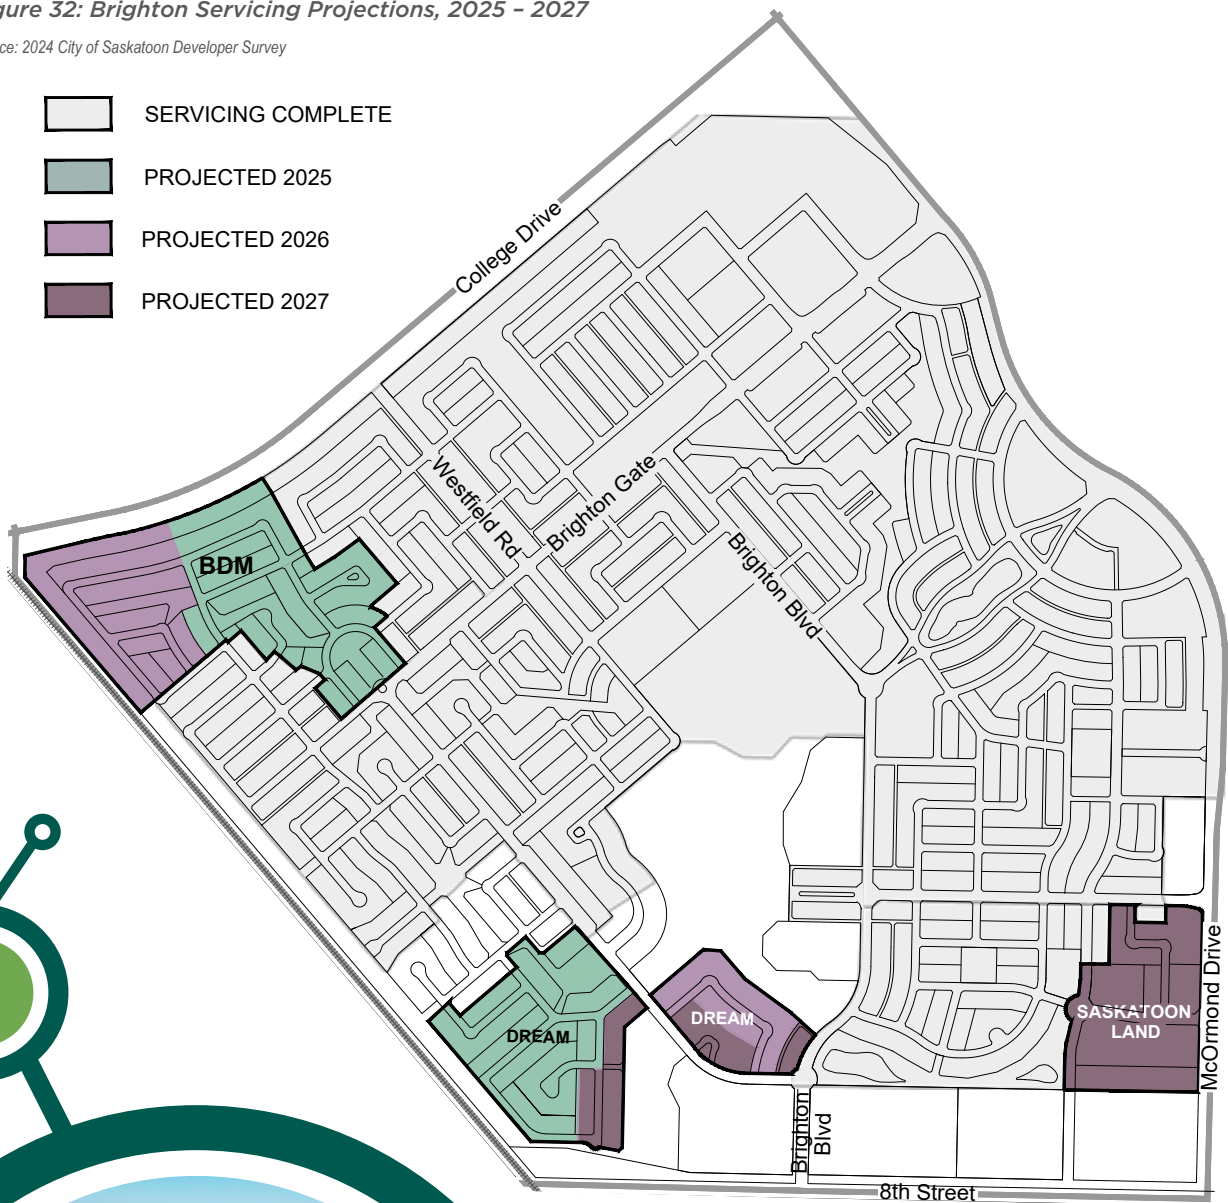 gure 32: Brighton Servicing Projections, 2025 – 2027
ce: 2024 City of Saskatoon Developer Survey
SERVICING COMPLETE
PROJECTED 2025
PROJECTED 2026
PROJECTED 2027
College Drive
Westfield Rd
Brighton Gate
Brighton Blvd
BDM
DREAM
DREAM
SASKATOON
LAND
McOrmond Drive
Brighton
Blvd
8th Street